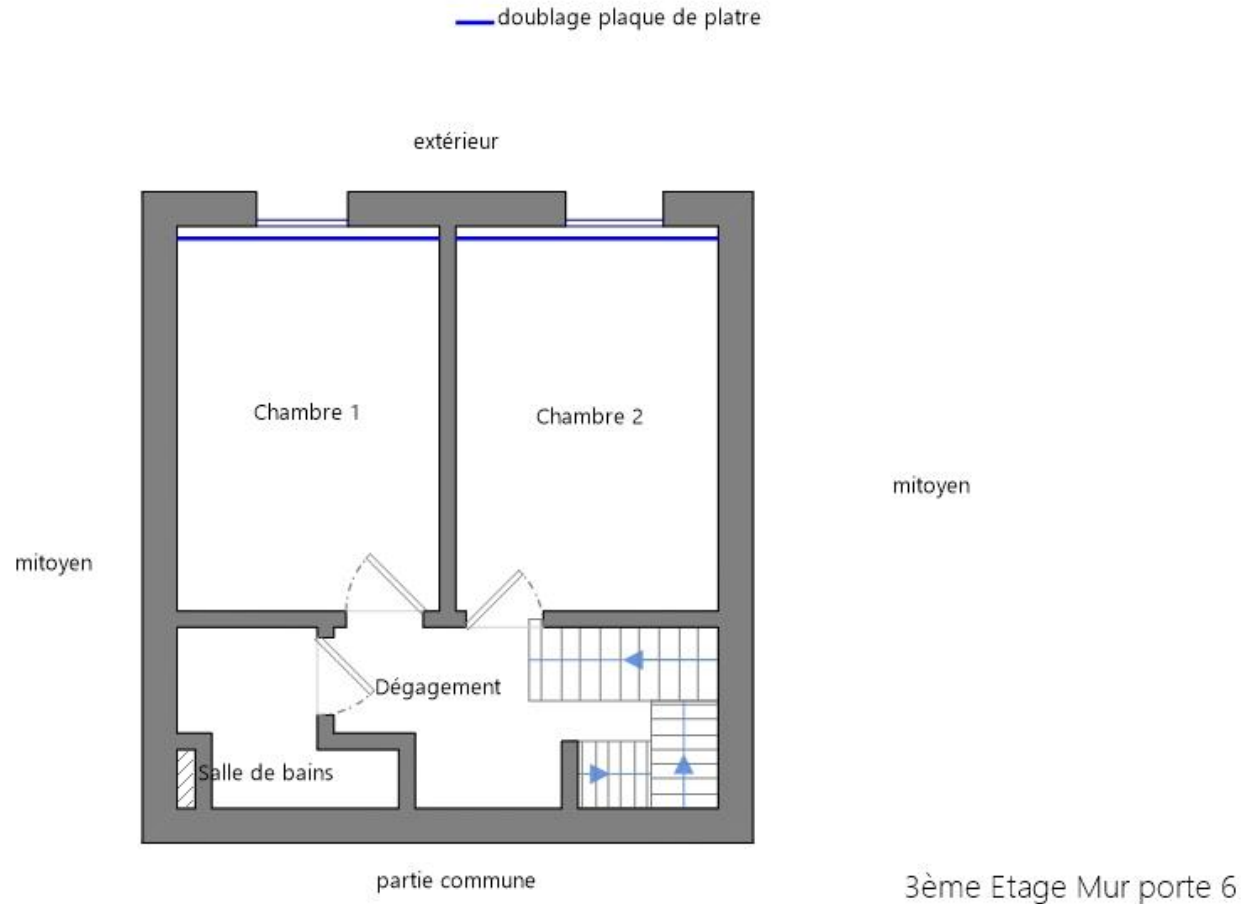 doublage plaque de platre
extérieur
Chambre 1
Chambre 2
mitoyen
mitoyen
Dégagement
Salle de bains
partie commune
3ème Etage Mur porte 6